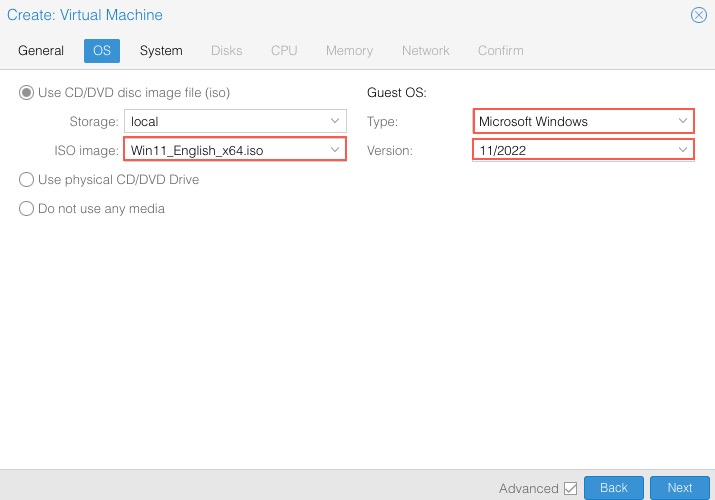 Create: Virtual Machine
General OS System Disks CPU Memory Network Confirm
Use CD/DVD disc image file (iso) Guest OS:
Storage: local Type: Microsoft Windows
ISO image: Win11_English_x64.iso Version: 11/2022
Use physical CD/DVD Drive
Do not use any media
Advanced Back Next